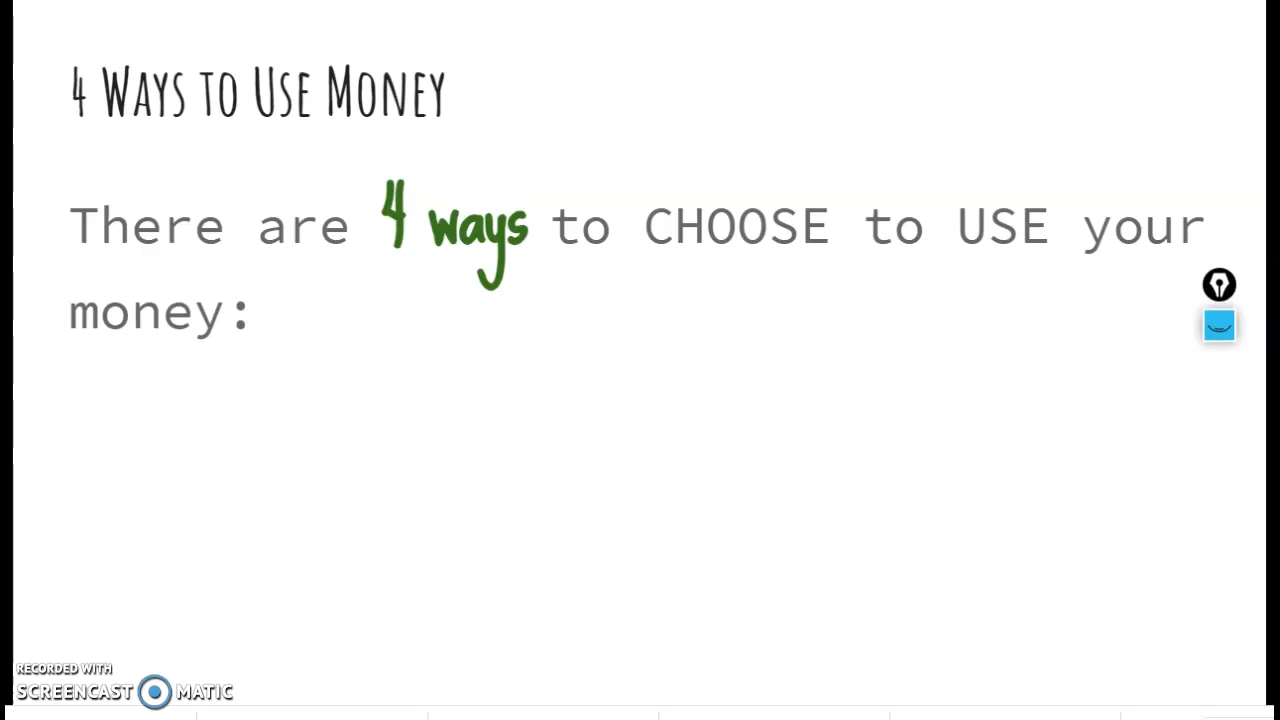 4 Ways to Use Money
There are 4 ways to CHOOSE to USE your
money:
RECORDED WITH
SCREENCAST MATIC